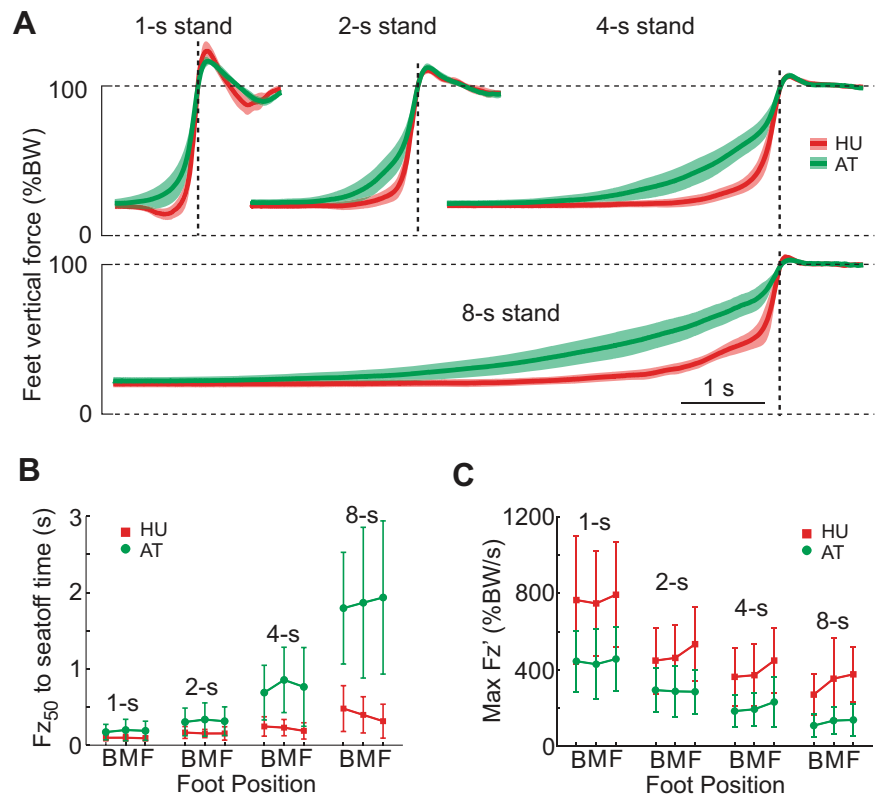 A
1-s stand 2-s stand 4-s stand
100
HU
AT
0
Feet vertical force (%BW)
100
8-s stand
1 s
0
B
Fz50 to seatoff time (s)
3
2
1
0
HU
AT
1-s
2-s
4-s
8-s
BMF BMF BMF BMF
Foot Position
C
Max Fz' (%BW/s)
1200
800
400
0
1-s
2-s
4-s
8-s
HU
AT
BMF BMF BMF BMF
Foot Position